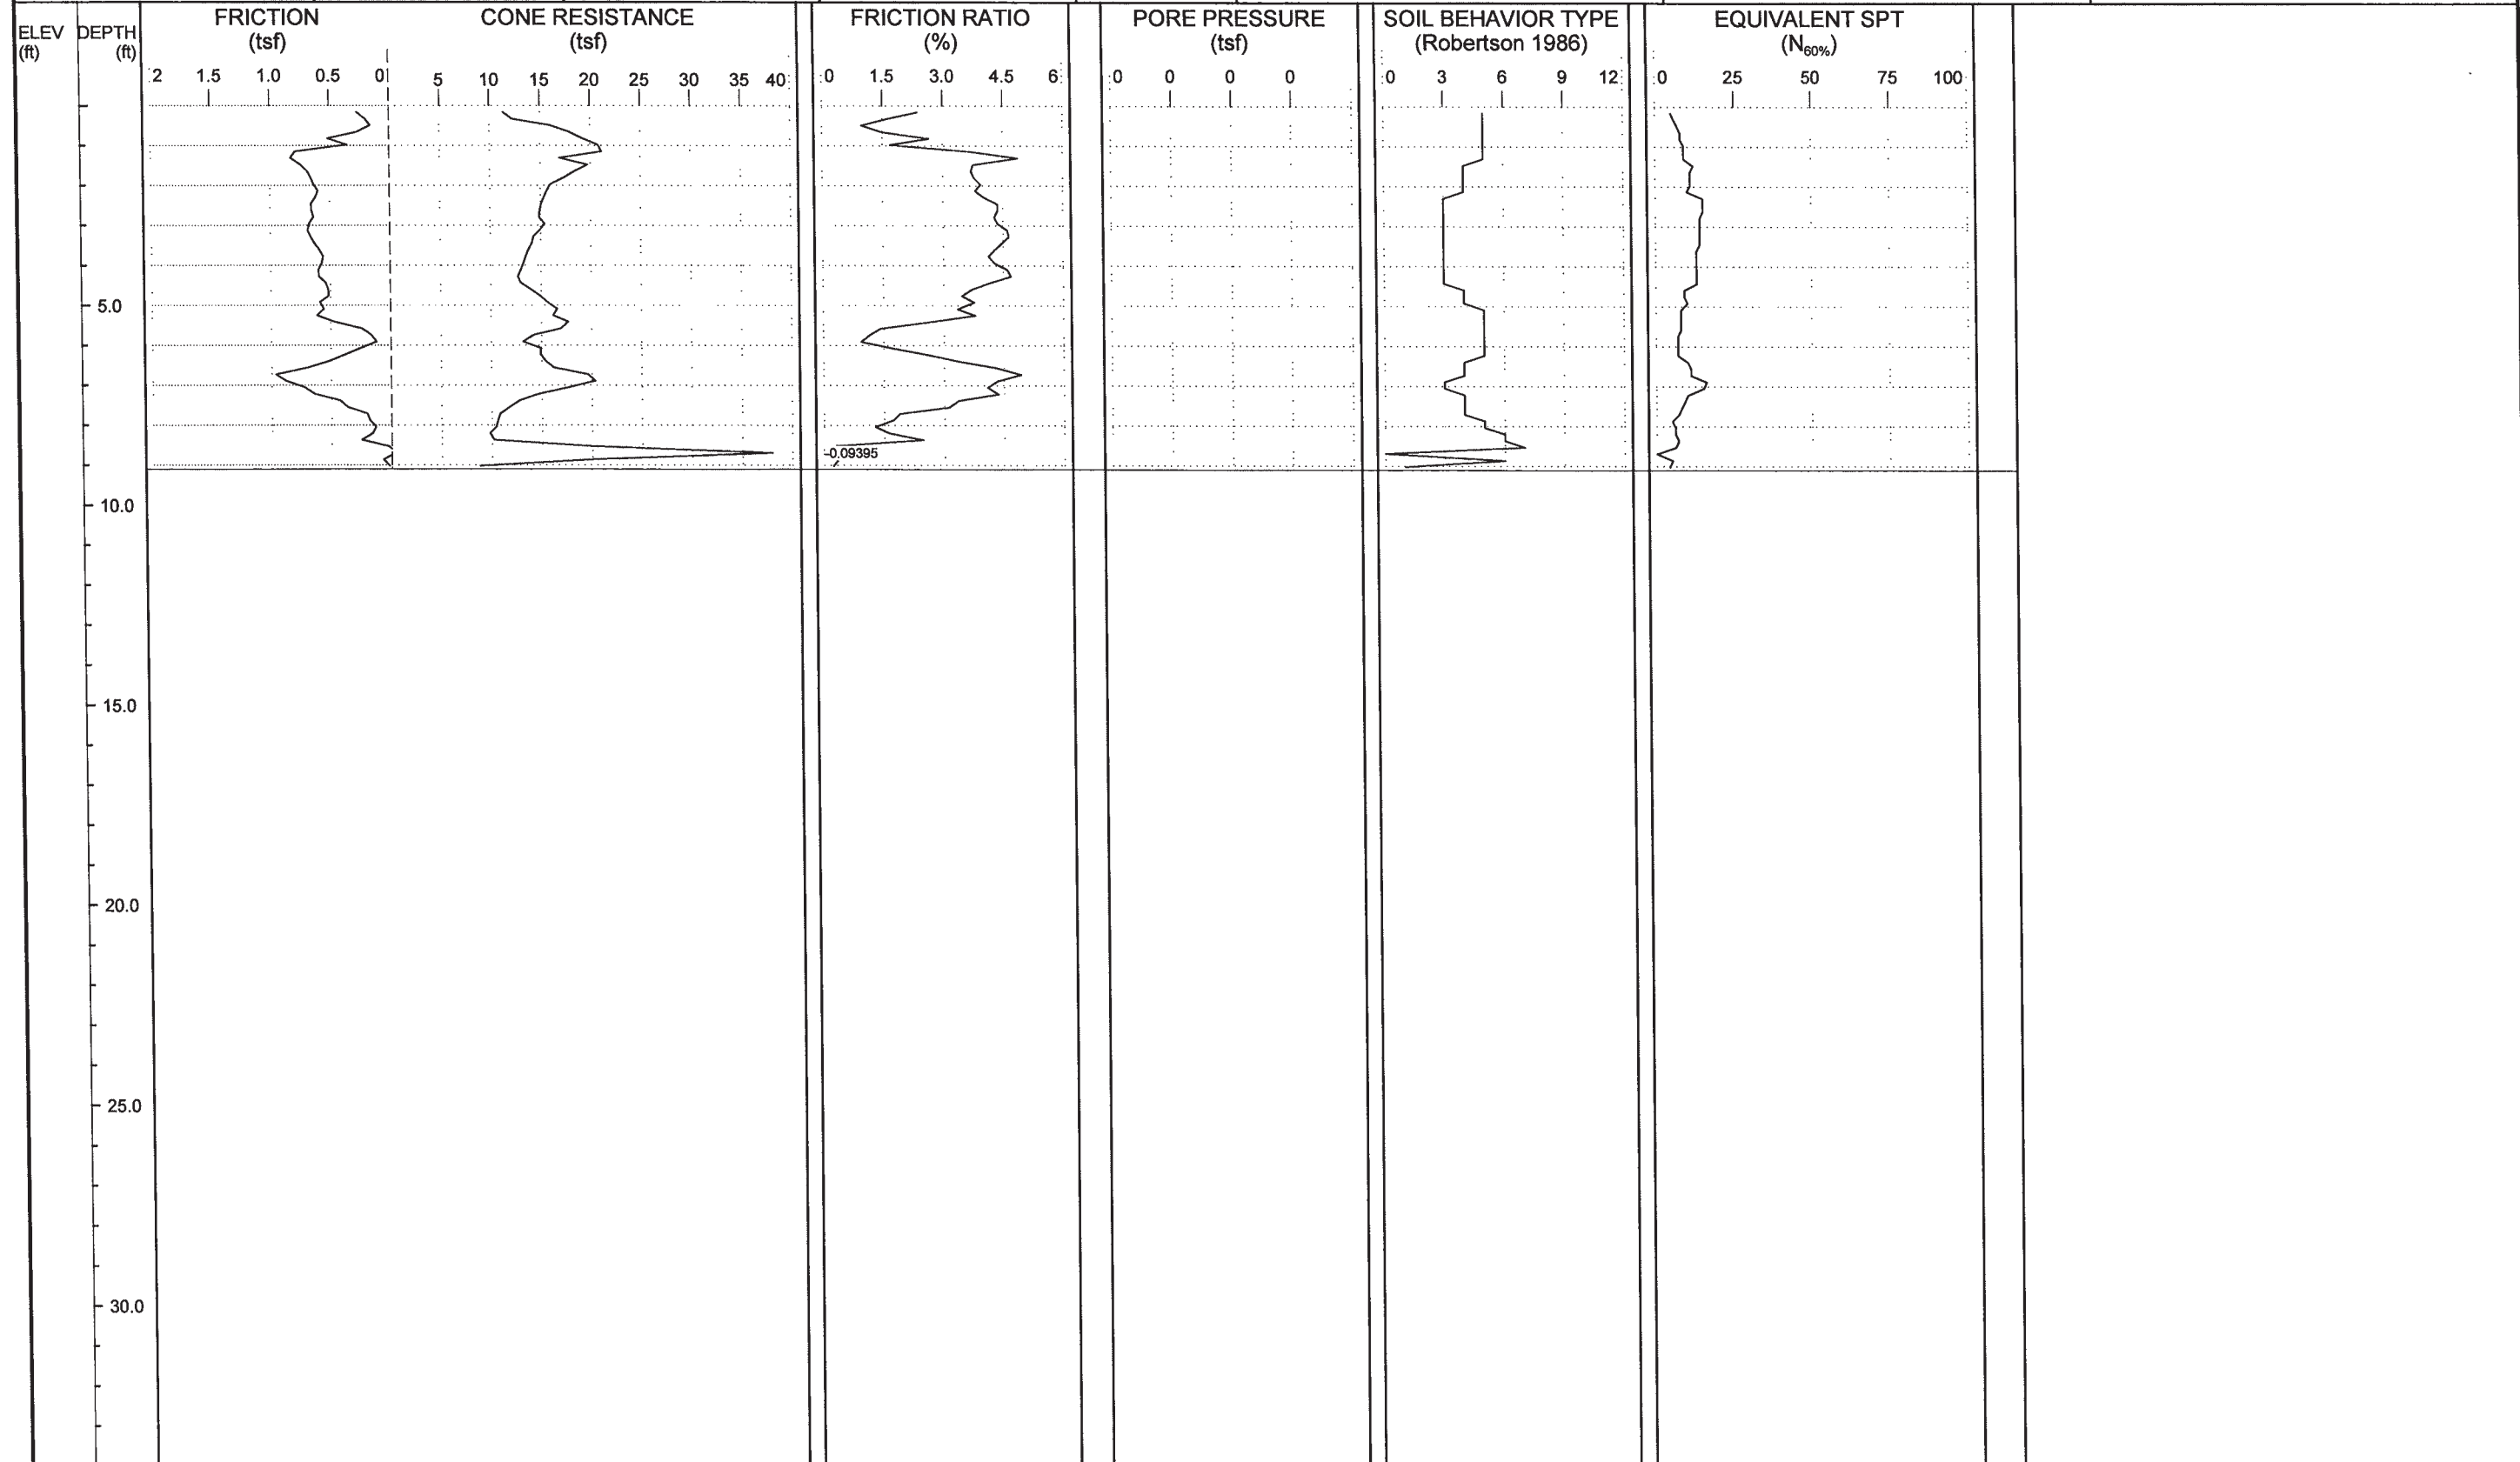 FRICTION CONE RESISTANCE FRICTION RATIO PORE PRESSURE SOIL BEHAVIOR TYPE EQUIVALENT SPT
ELEV DEPTH (tsf) (tsf) (%) (tsf) (Robertson 1986) (N60%)
(ft) (ft)
2 1.5 1.0 0.5 0 5 10 15 20 25 30 35 40 0 1.5 3.0 4.5 6 0 0 0 0 0 3 6 9 12 0 25 50 75 100
5.0
-0.09395
10.0
15.0
20.0
25.0
30.0